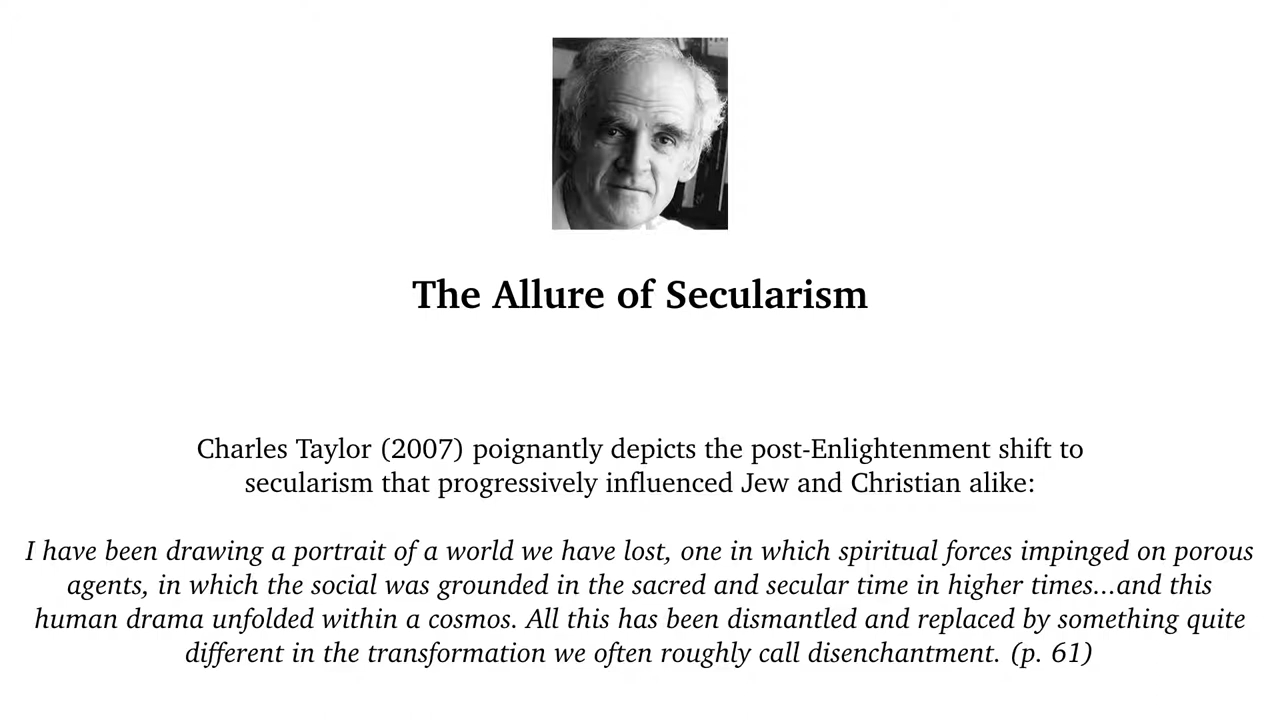 The Allure of Secularism
Charles Taylor (2007) poignantly depicts the post-Enlightenment shift to
secularism that progressively influenced Jew and Christian alike:
I have been drawing a portrait of a world we have lost, one in which spiritual forces impinged on porous
agents, in which the social was grounded in the sacred and secular time in higher times...and this
human drama unfolded within a cosmos. All this has been dismantled and replaced by something quite
different in the transformation we often roughly call disenchantment. (p. 61)